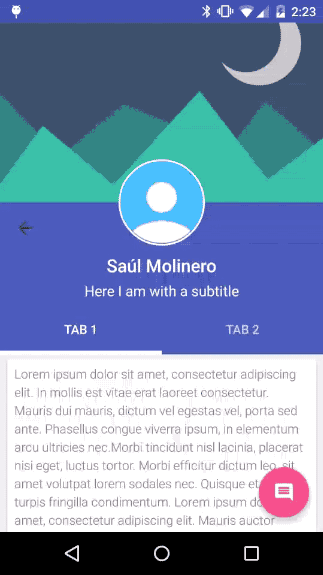 2:23
Saúl Molinero
Here I am with a subtitle
TAB 1 TAB 2
Lorem ipsum dolor sit amet, consectetur adipiscing
elit. In mollis est vitae erat laoreet consectetur.
Mauris dui mauris, dictum vel egestas vel, porta sed
ante. Phasellus congue viverra sem, in elementum
arcu ultricies nec.Morbi tincidunt nisl lacinia, placerat
nisi eget, luctus tortor. Morbi efficitur dictum leo, sit
amet volutpat lorem sodales nec. Quisque et
turpis fringilla condimentum. Lorem ipsum
amet, consectetur adipiscing elit. Mauris auctor